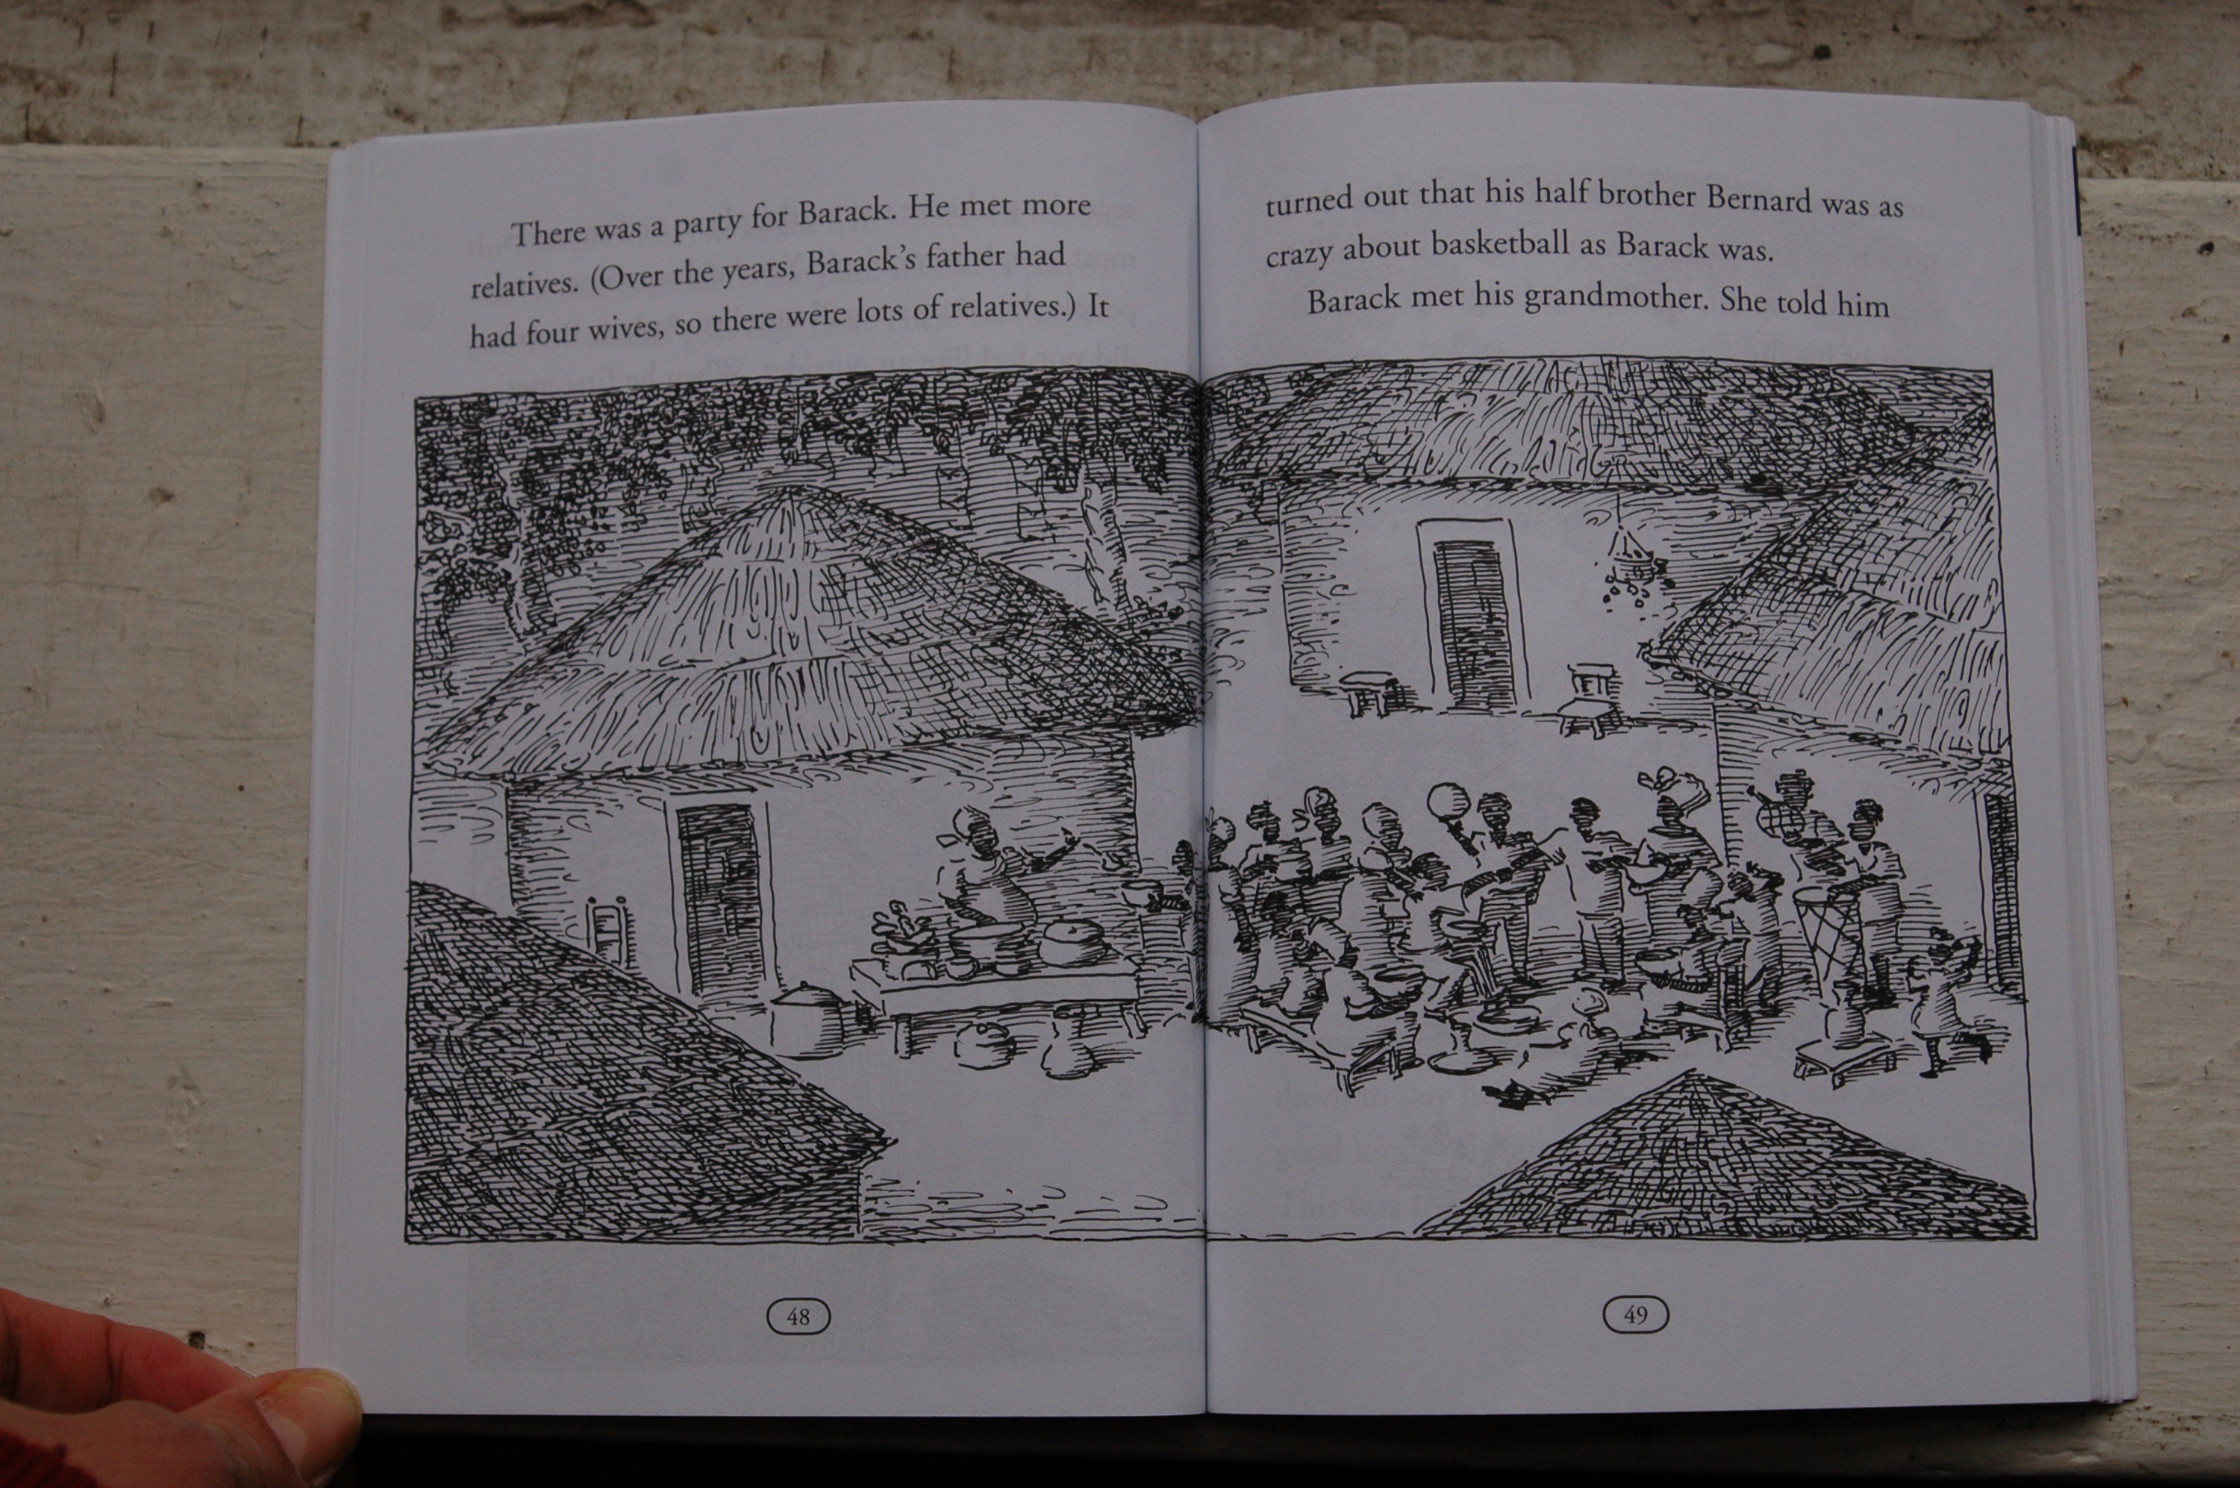 There was a party for Barack. He met more
relatives. (Over the years, Barack’s father had
had four wives, so there were lots of relatives.) It
48
turned out that his half brother Bernard was as
crazy about basketball as Barack was.
Barack met his grandmother. She told him
49